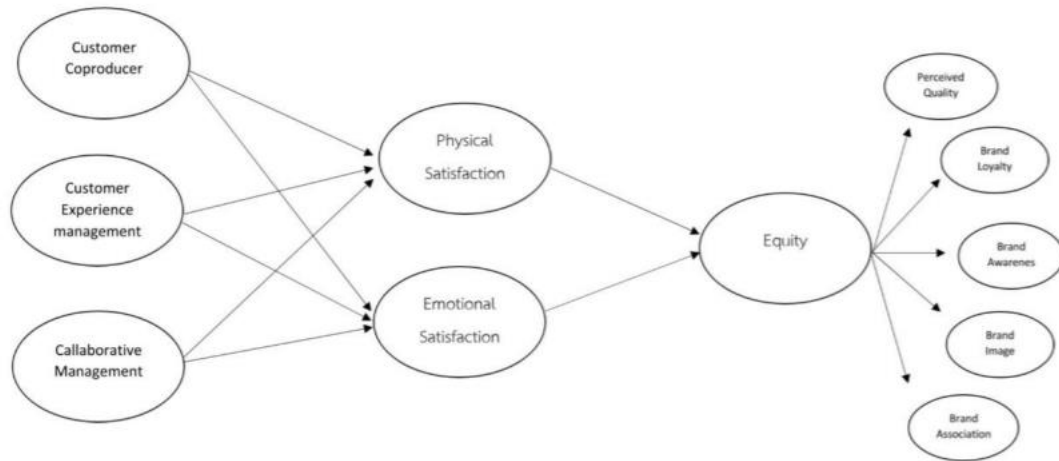 Customer
Coproducer
Customer
Experience
management
Callaborative
Management
Physical
Satisfaction
Emotional
Satisfaction
Equity
Perceived
Quality
Brand
Loyalty
Brand
Awarenes
Brand
Image
Brand
Association